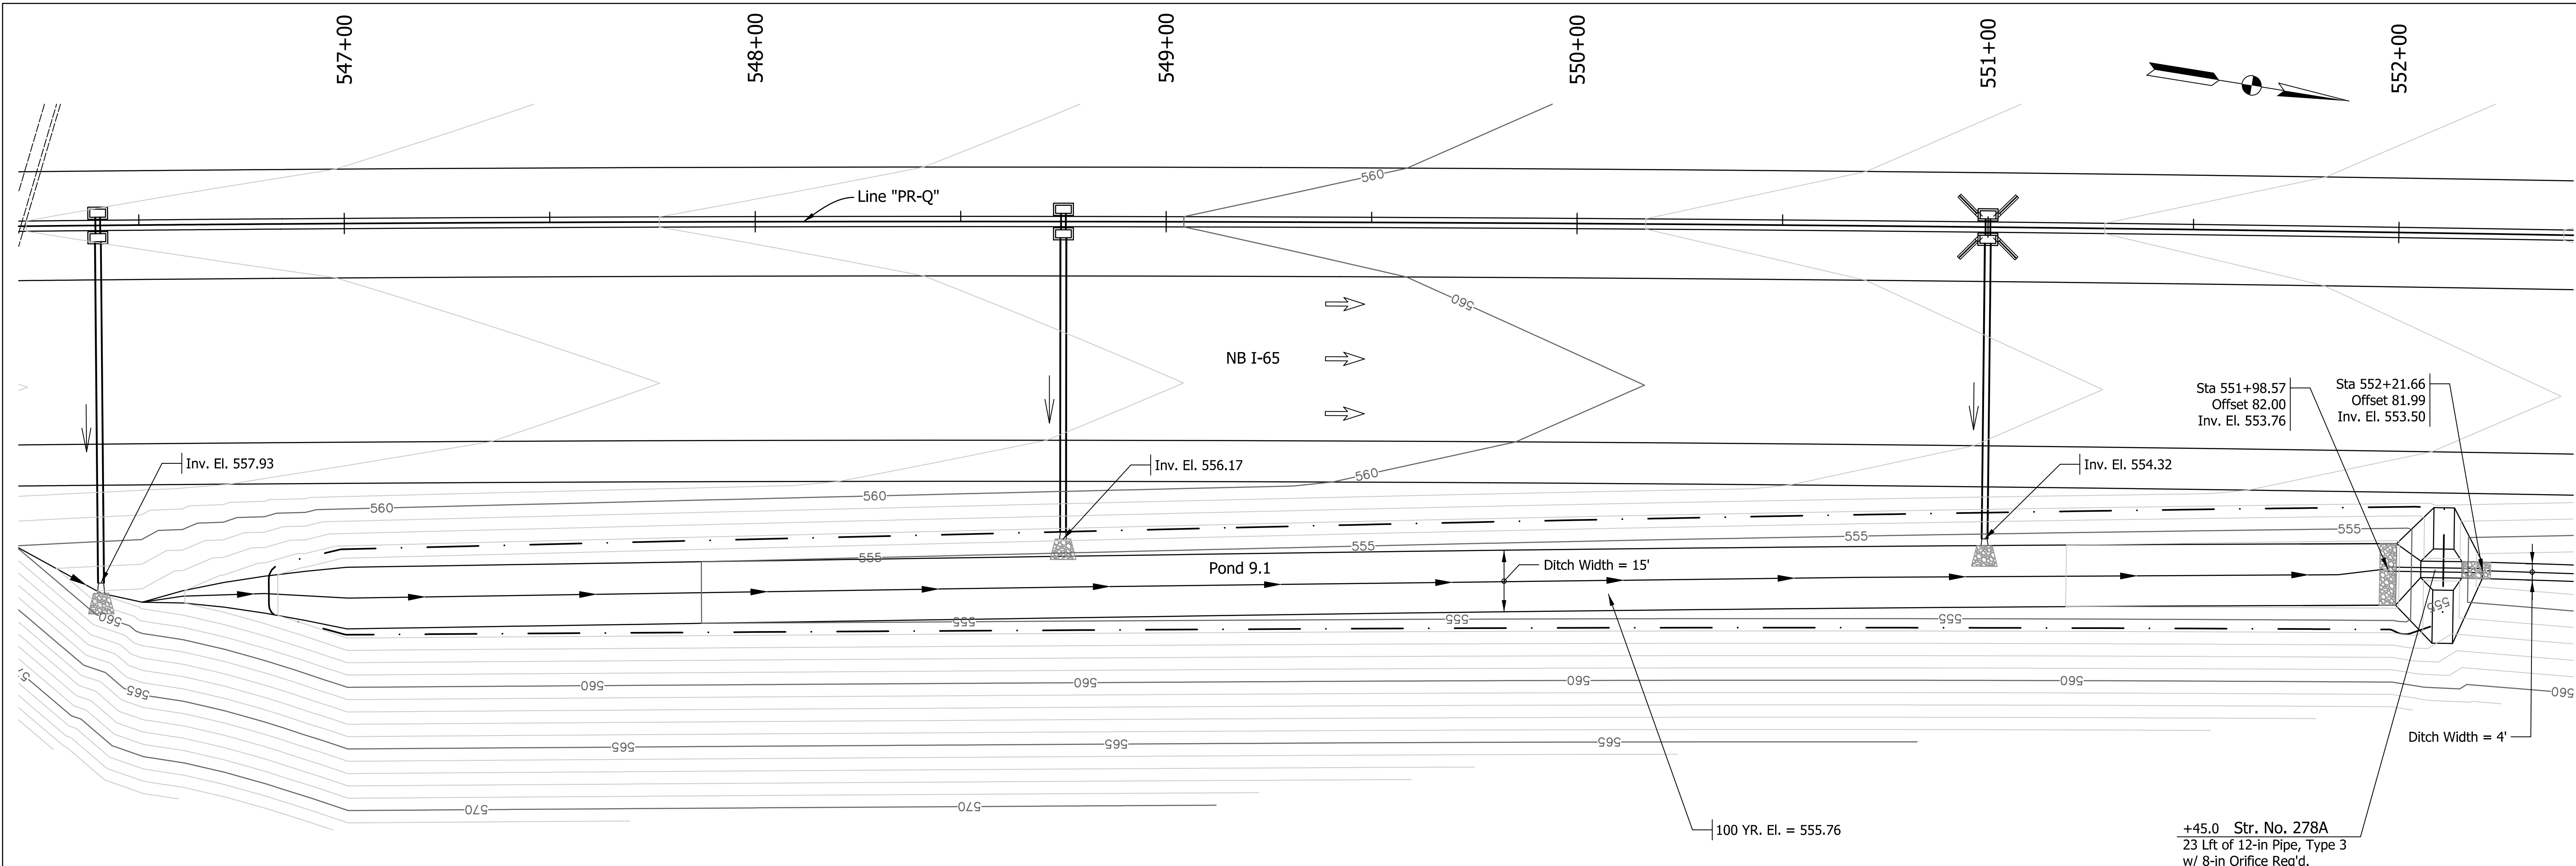 547+00
548+00
549+00
550+00
551+00
552+00
560
Line "PR-Q"
560
NB I-65
Sta 551+98.57
Offset 82.00
Inv. El. 553.76
Sta 552+21.66
Offset 81.99
Inv. El. 553.50
Inv. El. 557.93
Inv. El. 556.17
Inv. El. 554.32
560
560
560
555
555
555
555
Pond 9.1
Ditch Width = 15'
560
555
555
555
555
565
560
560
560
560
560
565
565
565
Ditch Width = 4'
570
570
100 YR. El. = 555.76
+45.0 Str. No. 278A
23 Lft of 12-in Pipe, Type 3
w/ 8-in Orifice Req'd.